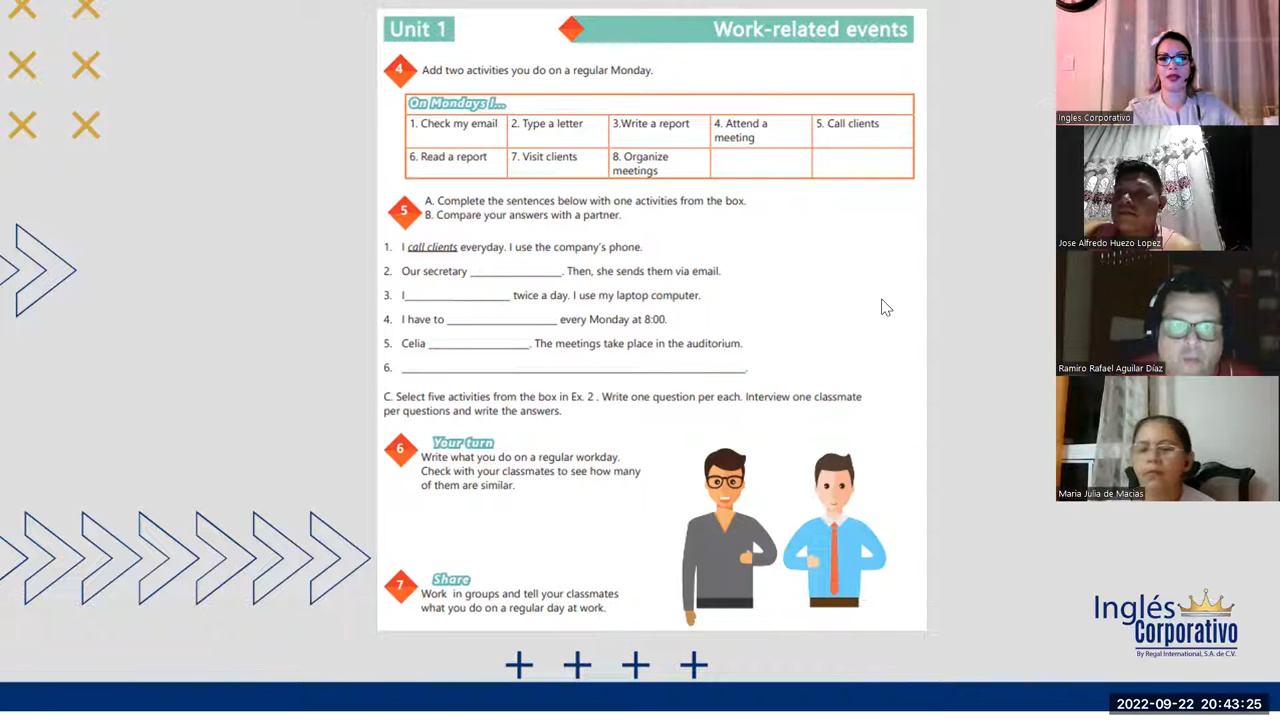 Unit 1
Work-related events
4
Add two activities you do on a regular Monday.
On Mondays I...
1. Check my email
2. Type a letter
3.Write a report
4. Attend a
meeting
5. Call clients
6. Read a report
7. Visit clients
8. Organize
meetings
5
A. Complete the sentences below with one activities from the box.
B. Compare your answers with a partner.
1. I call clients everyday. I use the company's phone.
2. Our secretary ______________. Then, she sends them via email.
3. I________________ twice a day. I use my laptop computer.
4. I have to _________________ every Monday at 8:00.
5. Celia ________________. The meetings take place in the auditorium.
6. ______________________________________________________.
C. Select five activities from the box in Ex. 2 . Write one question per each. Interview one classmate
per questions and write the answers.
6
Your turn
Write what you do on a regular workday.
Check with your classmates to see how many
of them are similar.
7
Share
Work in groups and tell your classmates
what you do on a regular day at work.
Ingles Corporativo
Jose Alfredo Huezo Lopez
Ramiro Rafael Aguilar Díaz
Maria Julia de Macias
Inglés
Corporativo
By Regal International, S.A. de C.V.
2022-09-22 20:43:25